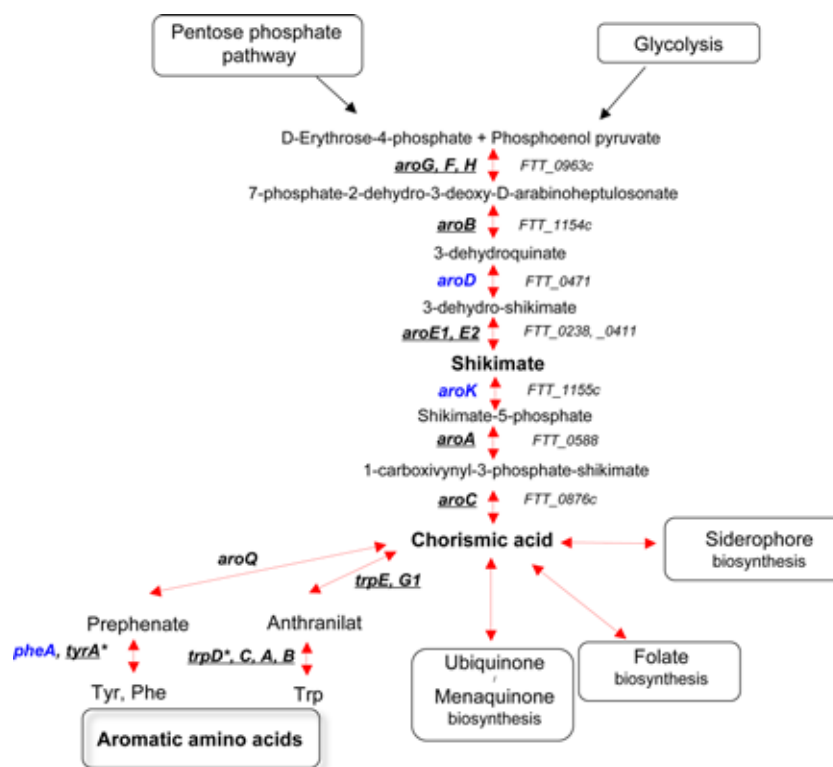 Pentose phosphate
pathway
Glycolysis
D-Erythrose-4-phosphate + Phosphoenol pyruvate
aroG, F, H FTT_0963c
7-phosphate-2-dehydro-3-deoxy-D-arabinoheptulosonate
aroB FTT_1154c
3-dehydroquinate
aroD FTT_0471
3-dehydro-shikimate
aroE1, E2 FTT_0238, _0411
Shikimate
aroK FTT_1155c
Shikimate-5-phosphate
aroA FTT_0588
1-carboxivynyl-3-phosphate-shikimate
aroC FTT_0876c
Chorismic acid
Siderophore
biosynthesis
aroQ
trpE, G1
Prephenate
Anthranilat
pheA, tyrA*
trpD*, C, A, B
Tyr, Phe
Trp
Aromatic amino acids
Ubiquinone
/
Menaquinone
biosynthesis
Folate
biosynthesis